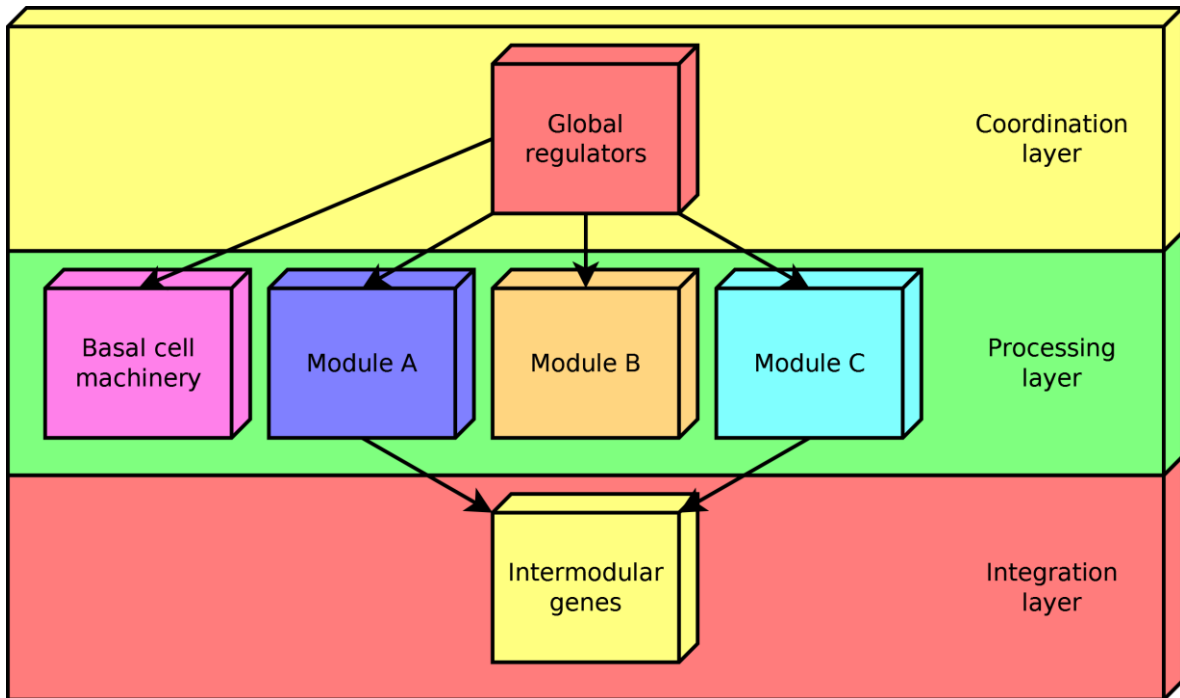 Global
regulators
Coordination
layer
Basal cell
machinery
Module A
Module B
Module C
Processing
layer
Intermodular
genes
Integration
layer